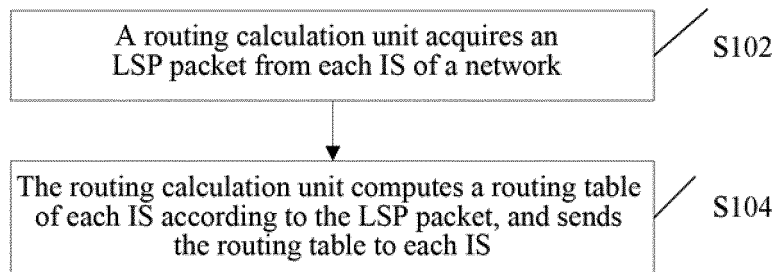 A routing calculation unit acquires an
LSP packet from each IS of a network
S102
The routing calculation unit computes a routing table
of each IS according to the LSP packet, and sends
the routing table to each IS
S104